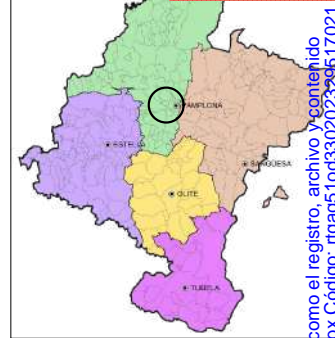 PAMPLONA
ESTELLA
SANGÜESA
OLITE
TUDELA
como el registro, archivo y contenido